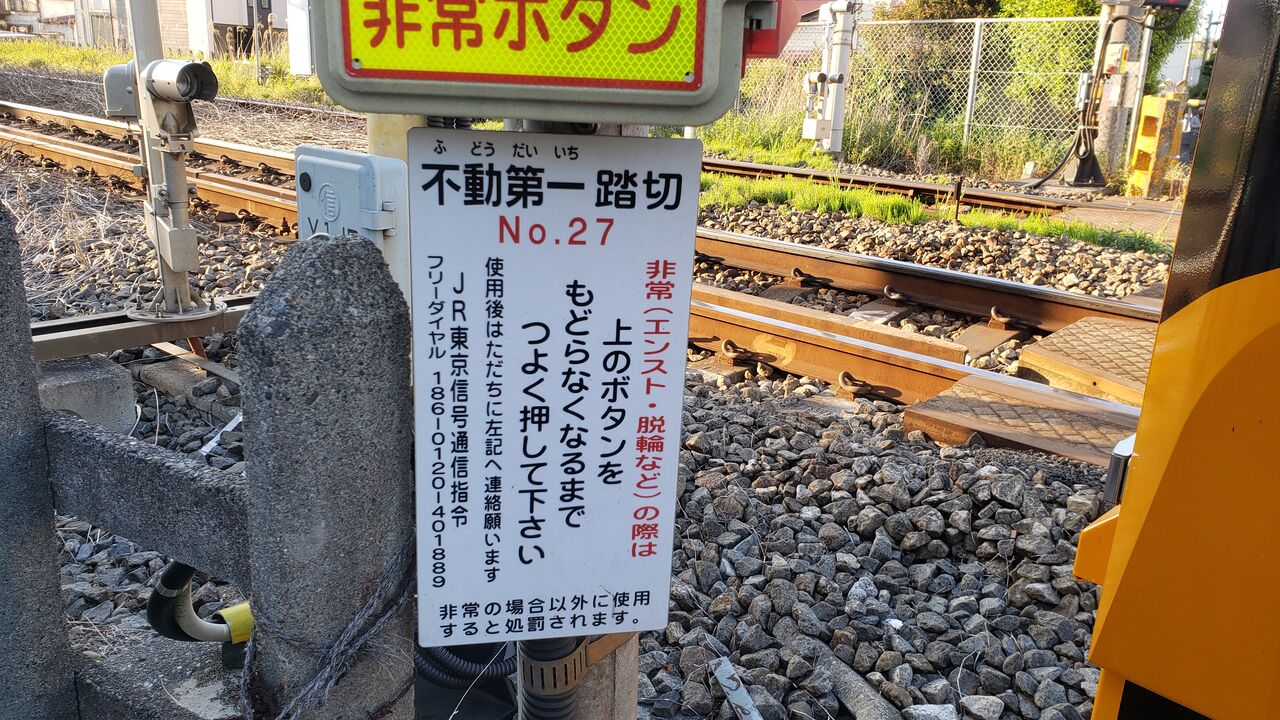 非常ボタン
ふどうだいいち
不動第一踏切
No.27
非常(エンスト・脱輪など)の際は
上のボタンを
もどらなくなるまで
つよく押して下さい
使用後はただちに左記へ連絡願います
JR東京信号通信指令
フリーダイヤル 186-0120-401889
非常の場合以外に使用
すると処罰されます。
信